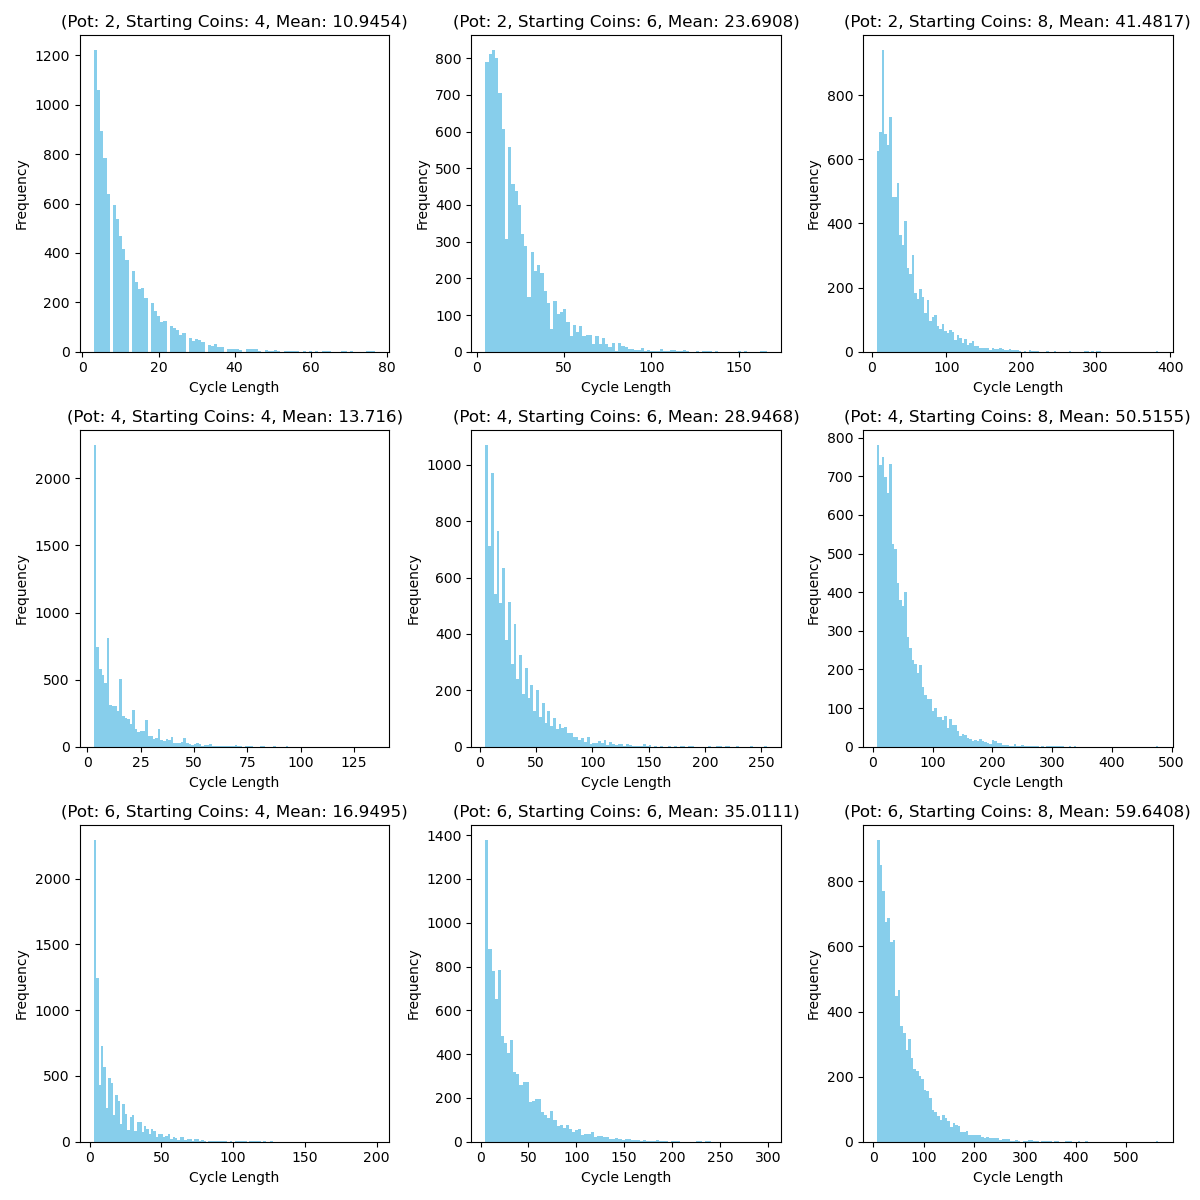 (Pot: 2, Starting Coins: 4, Mean: 10.9454)
1200
1000
800
600
400
200
0
Frequency
0 20 40 60 80
Cycle Length
(Pot: 2, Starting Coins: 6, Mean: 23.6908)
800
700
600
500
400
300
200
100
0
Frequency
0 50 100 150
Cycle Length
(Pot: 2, Starting Coins: 8, Mean: 41.4817)
800
600
400
200
0
Frequency
0 100 200 300 400
Cycle Length
(Pot: 4, Starting Coins: 4, Mean: 13.716)
2000
1500
1000
500
0
Frequency
0 25 50 75 100 125
Cycle Length
(Pot: 4, Starting Coins: 6, Mean: 28.9468)
1000
800
600
400
200
0
Frequency
0 50 100 150 200 250
Cycle Length
(Pot: 4, Starting Coins: 8, Mean: 50.5155)
800
700
600
500
400
300
200
100
0
Frequency
0 100 200 300 400 500
Cycle Length
(Pot: 6, Starting Coins: 4, Mean: 16.9495)
2000
1500
1000
500
0
Frequency
0 50 100 150 200
Cycle Length
(Pot: 6, Starting Coins: 6, Mean: 35.0111)
1400
1200
1000
800
600
400
200
0
Frequency
0 50 100 150 200 250 300
Cycle Length
(Pot: 6, Starting Coins: 8, Mean: 59.6408)
800
600
400
200
0
Frequency
0 100 200 300 400 500
Cycle Length